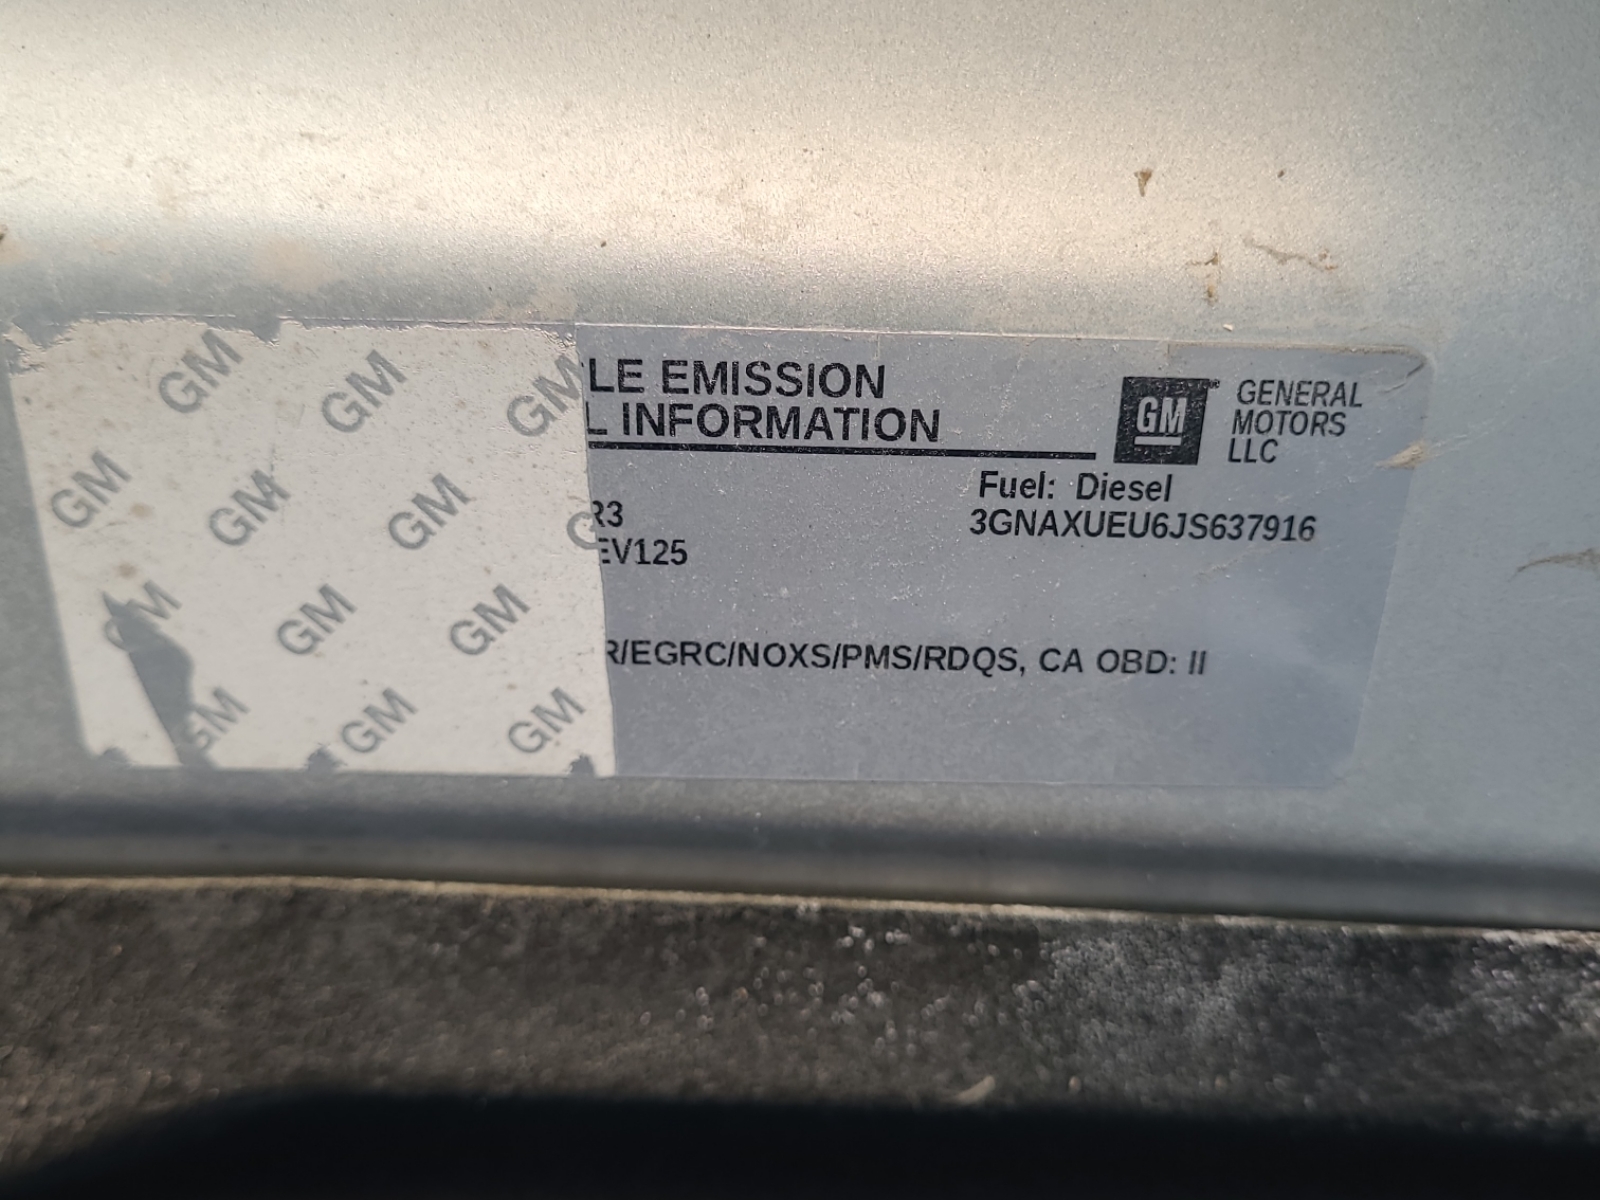 LE EMISSION
L INFORMATION
GM
GENERAL
MOTORS
LLC
Fuel: Diesel
R3
3GNAXUEU6JS637916
EV125
R/EGRC/NOXS/PMS/RDQS, CA OBD: II
GM GM GM
GM GM GM G
GM GM GM
GM GM GM